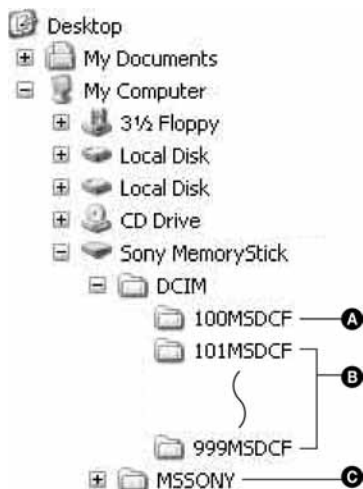 Desktop
My Documents
My Computer
3½ Floppy
Local Disk
Local Disk
CD Drive
Sony MemoryStick
DCIM
100MSDCF A
101MSDCF
B
999MSDCF
MSSONY C